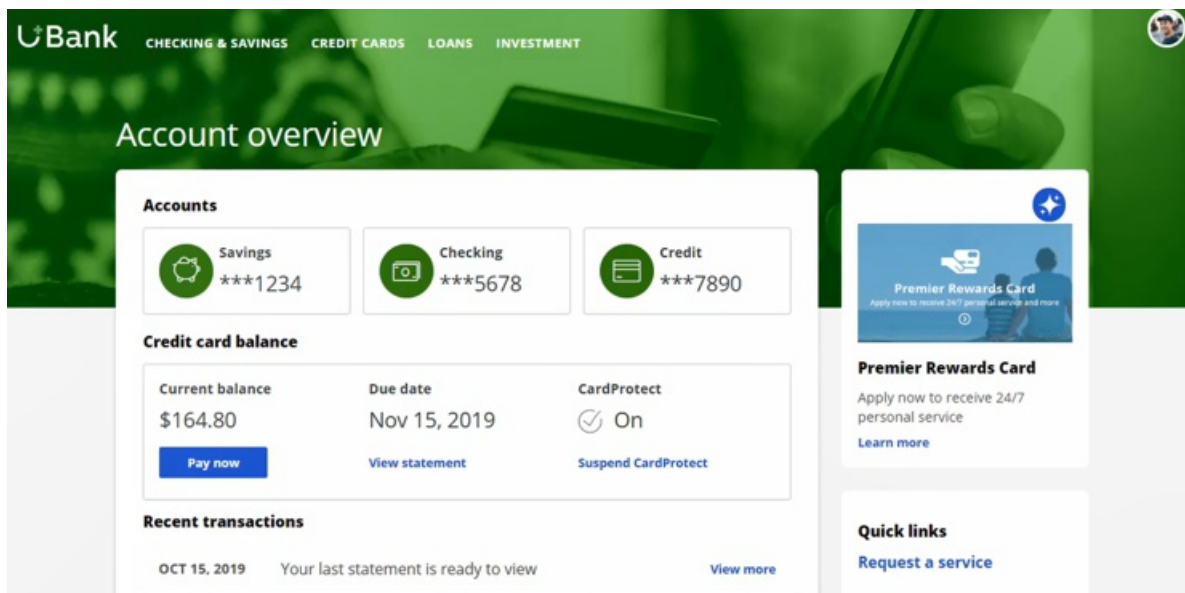 UBank
CHECKING & SAVINGS CREDIT CARDS LOANS INVESTMENT
Account overview
Accounts
Savings
***1234
Checking
***5678
Credit
***7890
Credit card balance
Current balance
$164.80
Pay now
Due date
Nov 15, 2019
View statement
CardProtect
On
Suspend CardProtect
Recent transactions
OCT 15, 2019 Your last statement is ready to view View more
Premier Rewards Card
Apply now to receive 24/7 personal service and more
Premier Rewards Card
Apply now to receive 24/7
personal service
Learn more
Quick links
Request a service